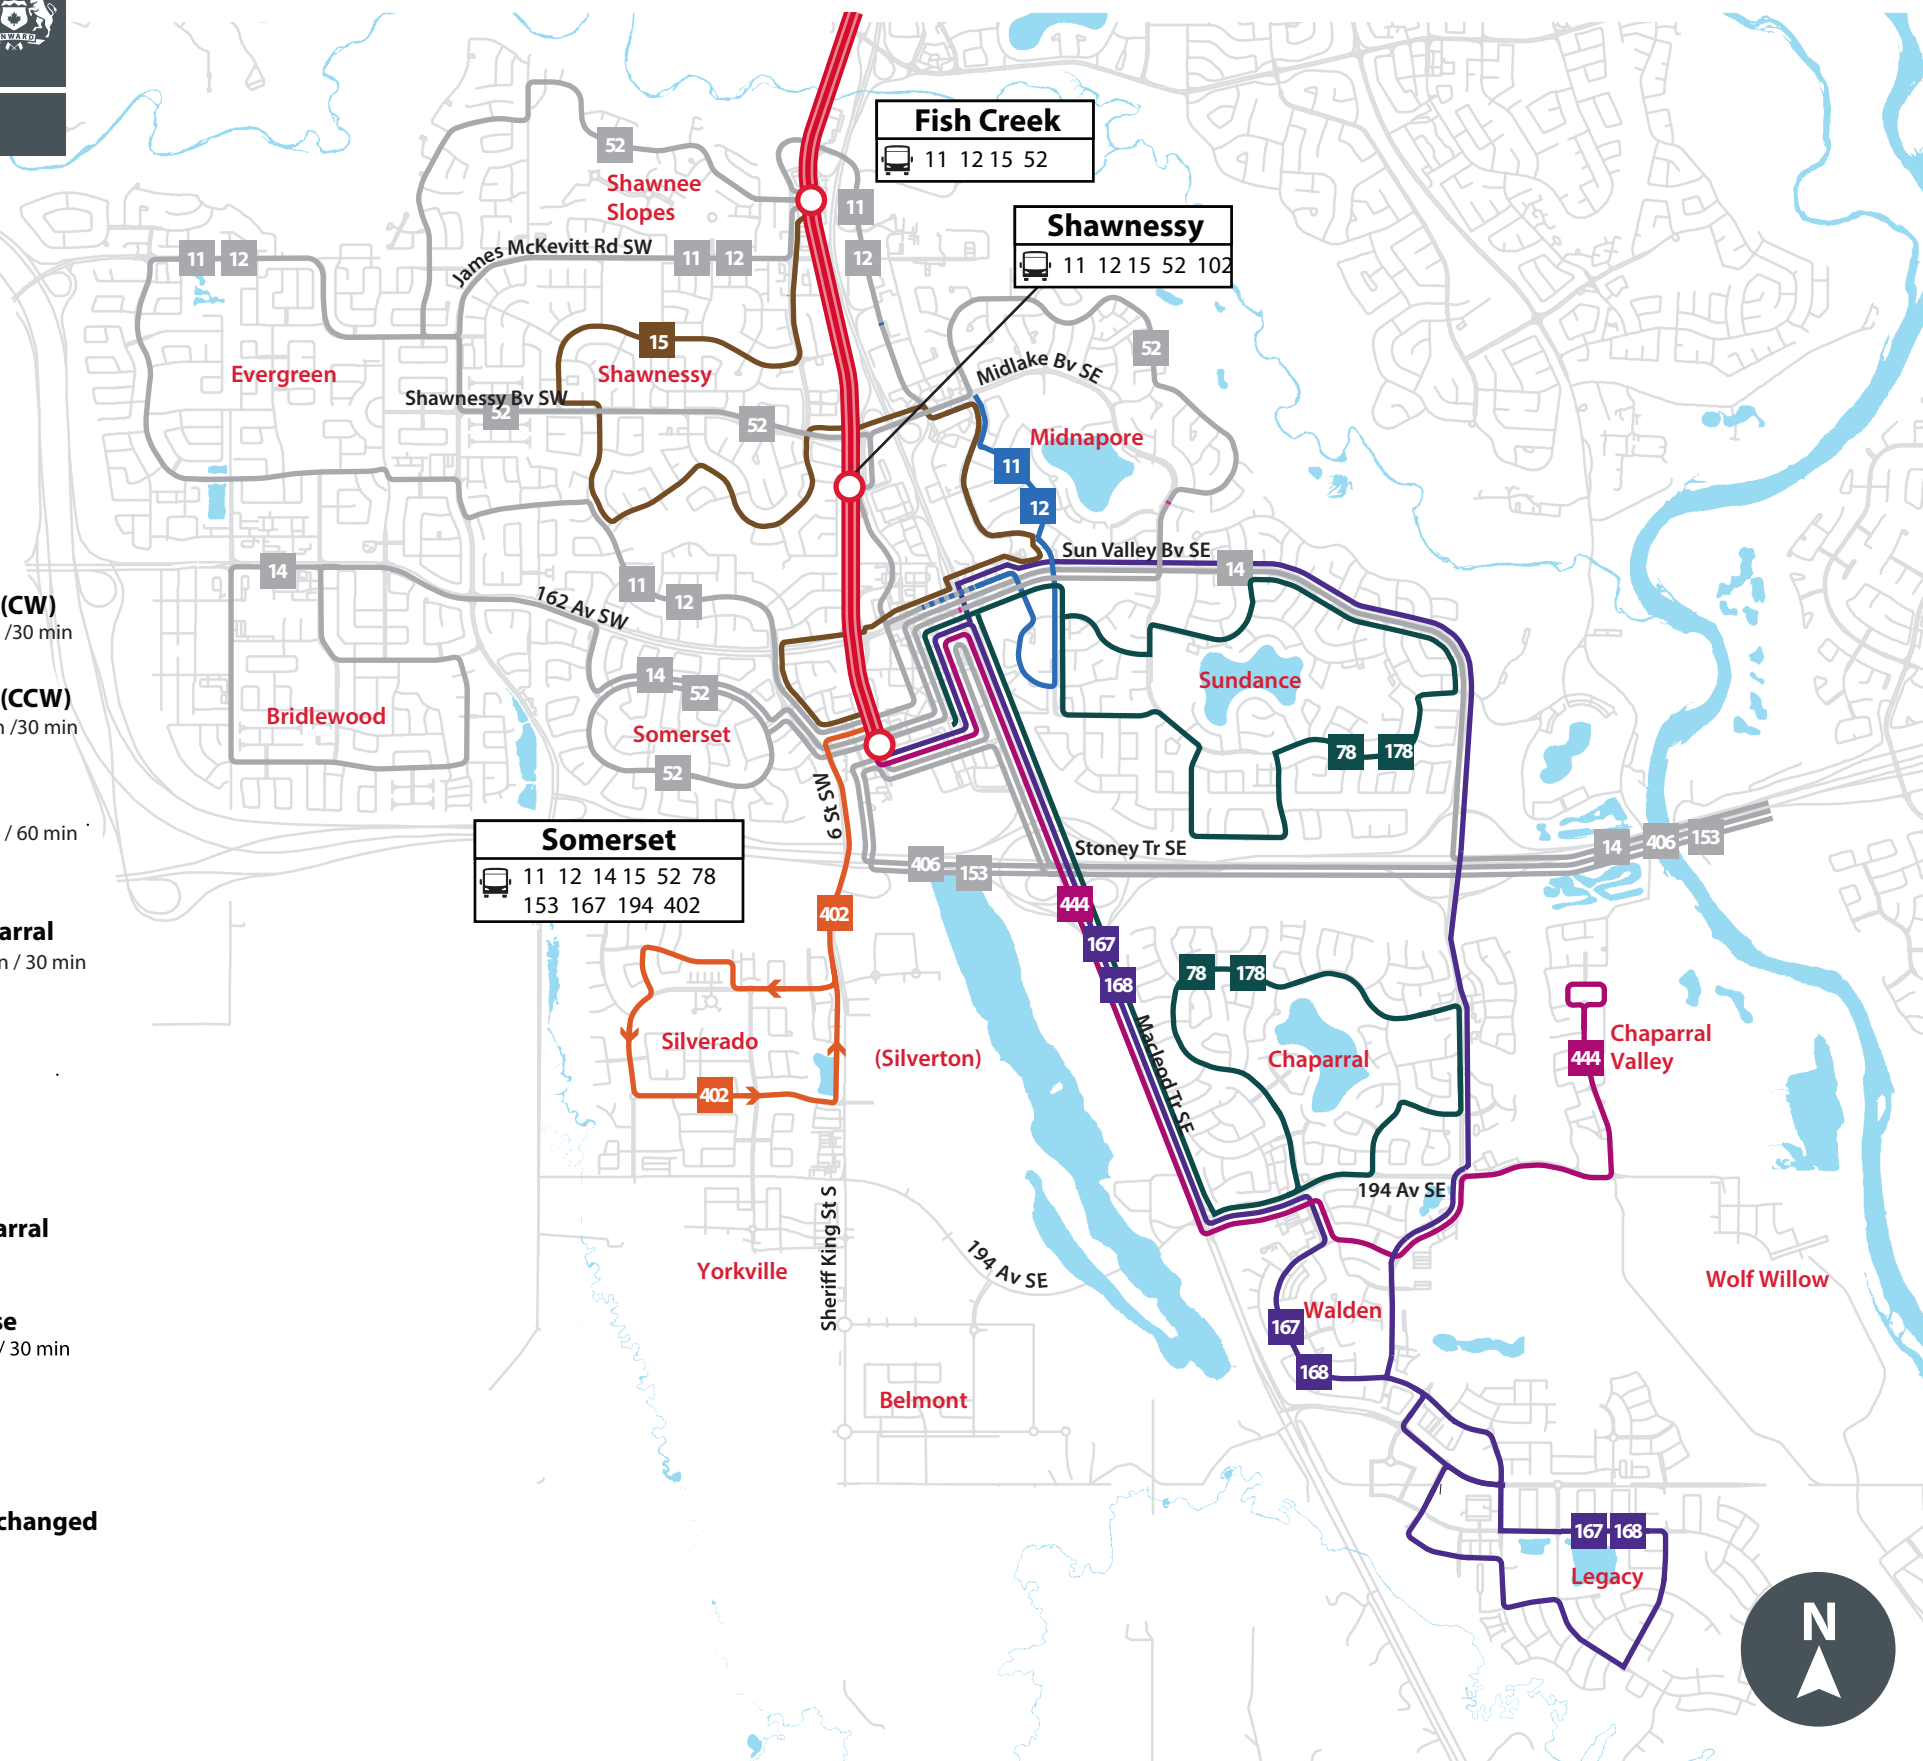 NWARD
Fish Creek
11 12 15 52
Shawnessy
11 12 15 52 102
52
Shawnee
Slopes
11
12
James McKevitt Rd SW
11 12
11 12
15
Shawnessy
Evergreen
Shawnessy Bv SW
52
52
Midlake Bv SE
52
Midnapore
11
12
Sun Valley Bv SE
14
14
11
12
162 Av SW
(CW)
/30 min
(CCW)
n /30 min
/ 60 min
arral
n / 30 min
arral
se
/ 30 min
changed
Bridlewood
14
52
Somerset
52
Sundance
78 178
6 St SW
Somerset
11 12 14 15 52 78
153 167 194 402
Stoney Tr SE
406
153
14
406
153
402
444
167
168
78 178
Macleod Tr SE
Silverado
(Silverton)
Chaparral
Chaparral
Valley
444
402
194 Av SE
Sheriff King St S
Yorkville
194 Av SE
Wolf Willow
Walden
167
168
Belmont
167 168
Legacy
N